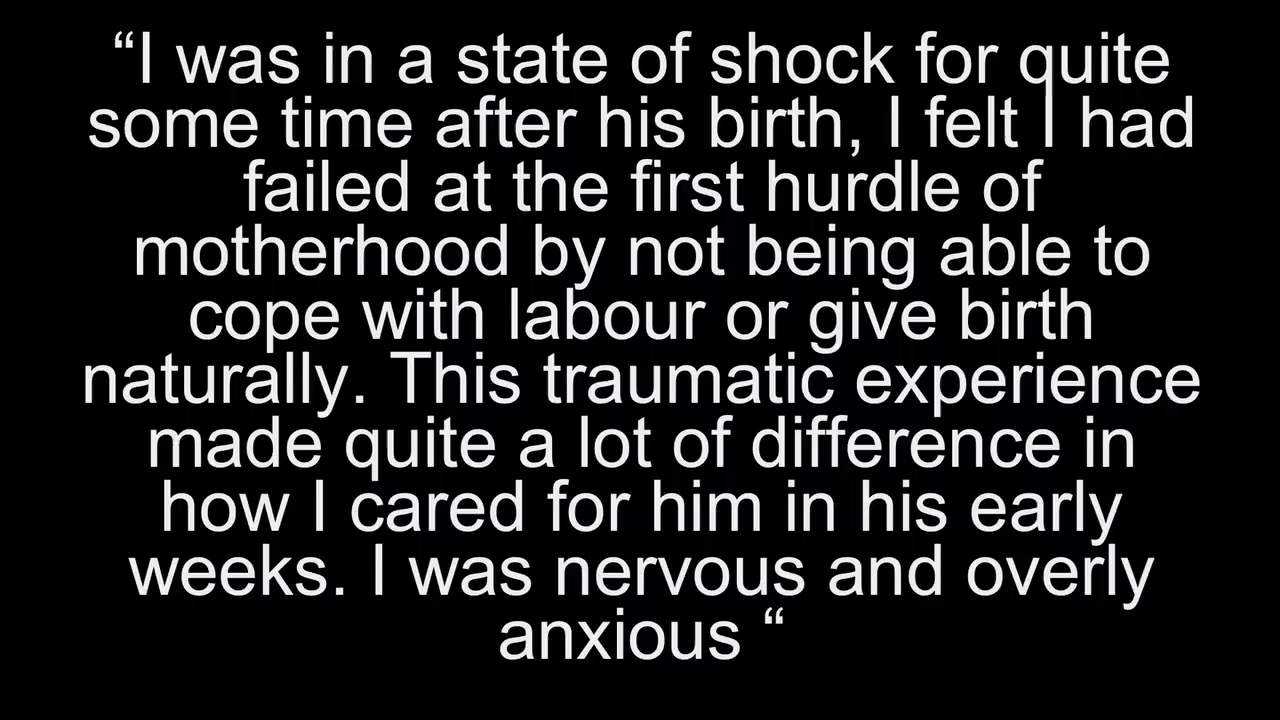 “I was in a state of shock for quite
some time after his birth, I felt I had
failed at the first hurdle of
motherhood by not being able to
cope with labour or give birth
naturally. This traumatic experience
made quite a lot of difference in
how I cared for him in his early
weeks. I was nervous and overly
anxious “